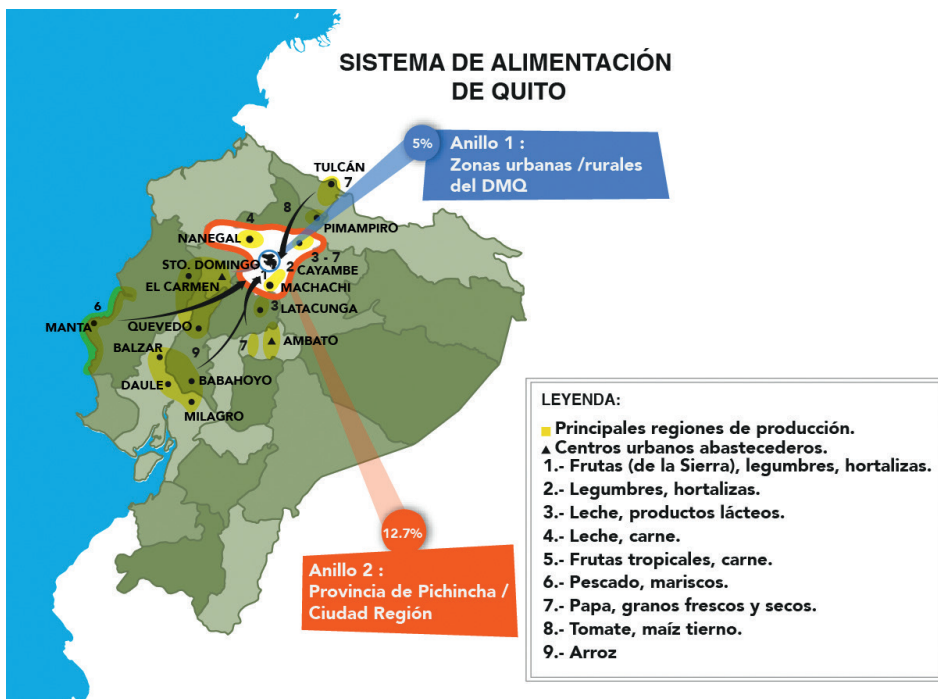 SISTEMA DE ALIMENTACIÓN
DE QUITO
5%
Anillo 1 :
Zonas urbanas /rurales
del DMQ
TULCÁN
7
8
4
PIMAMPIRO
NANEGAL
3 - 7
STO. DOMINGO
1
2
CAYAMBE
EL CARMEN
MACHACHI
6
3
LATACUNGA
MANTA
QUEVEDO
7
AMBATO
BALZAR
9
DAULE
BABAHOYO
MILAGRO
12.7%
Anillo 2 :
Provincia de Pichincha /
Ciudad Región
LEYENDA:
Principales regiones de producción.
Centros urbanos abastecederos.
1.- Frutas (de la Sierra), legumbres, hortalizas.
2.- Legumbres, hortalizas.
3.- Leche, productos lácteos.
4.- Leche, carne.
5.- Frutas tropicales, carne.
6.- Pescado, mariscos.
7.- Papa, granos frescos y secos.
8.- Tomate, maíz tierno.
9.- Arroz